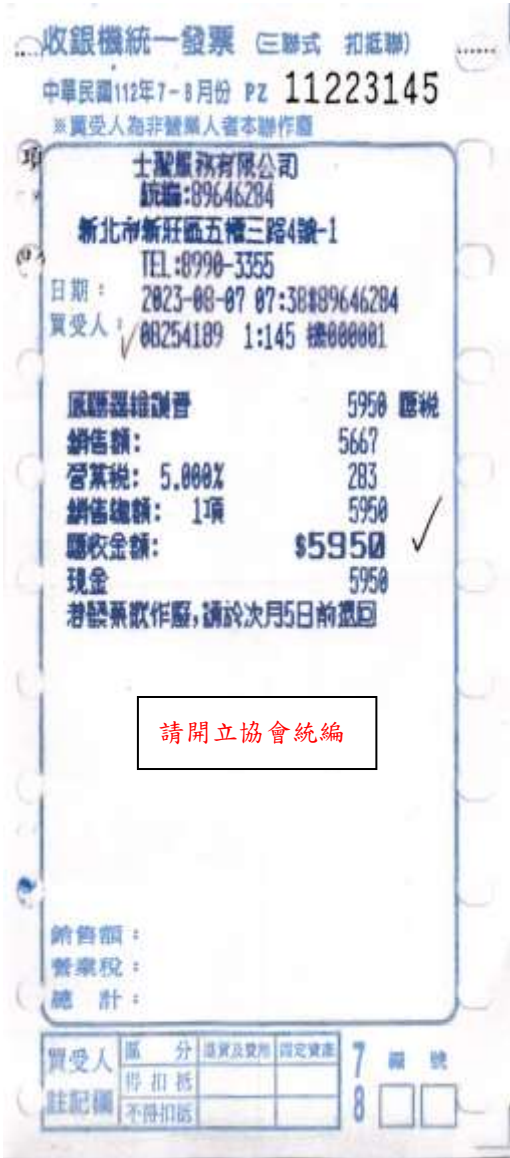 收銀機統一發票 (三聯式 扣抵聯)
中華民國112年7-8月份 PZ 11223145
※買受人為非營業人者本聯作廢
服務有限公司
統編:89646284
新北市新莊區五權三路4號-1
TEL:8990-3355
日期: 2023-08-07 07:38#89646284
買受人: 08254189 1:145 機000001
5950 應稅
銷售額: 5667
營業稅: 5.000% 283
銷售總額: 1項 5950
應收金額: $5950
現金 5950
若發票欲作廢,請於次月5日前退回
請開立協會統編
銷售額:
營業稅:
總計:
買受人註記欄
區分 進貨及費用 固定資產
得扣抵
不得扣抵
7 8 編號